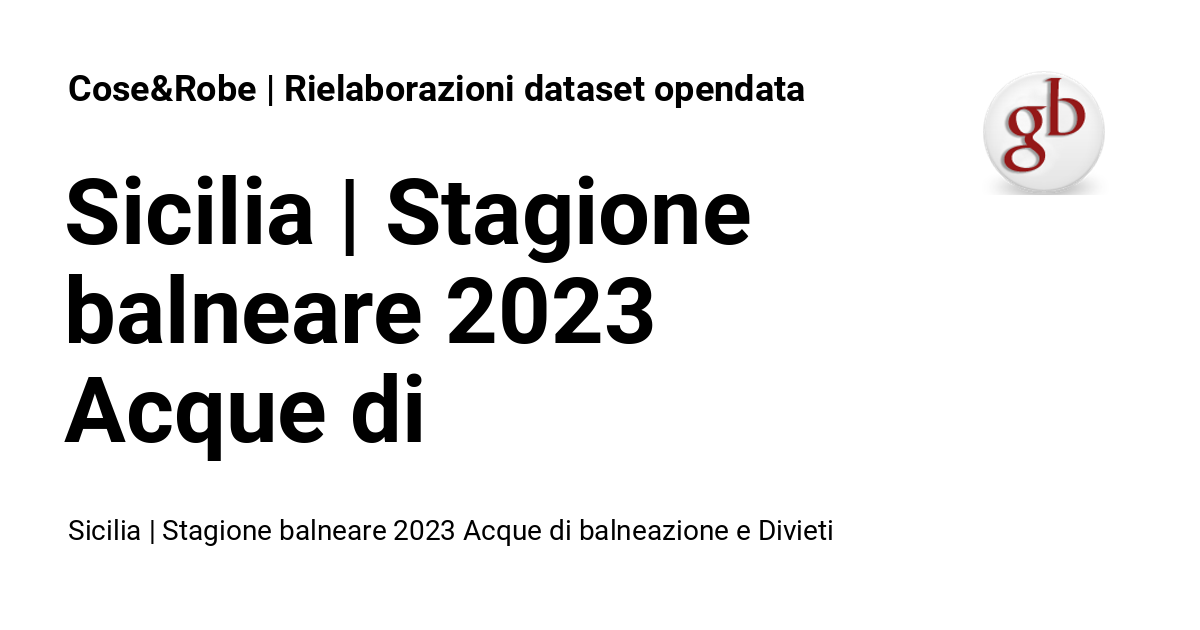 Cose&Robe | Rielaborazioni dataset opendata
gb
Sicilia | Stagione
balneare 2023
Acque di
Sicilia | Stagione balneare 2023 Acque di balneazione e Divieti